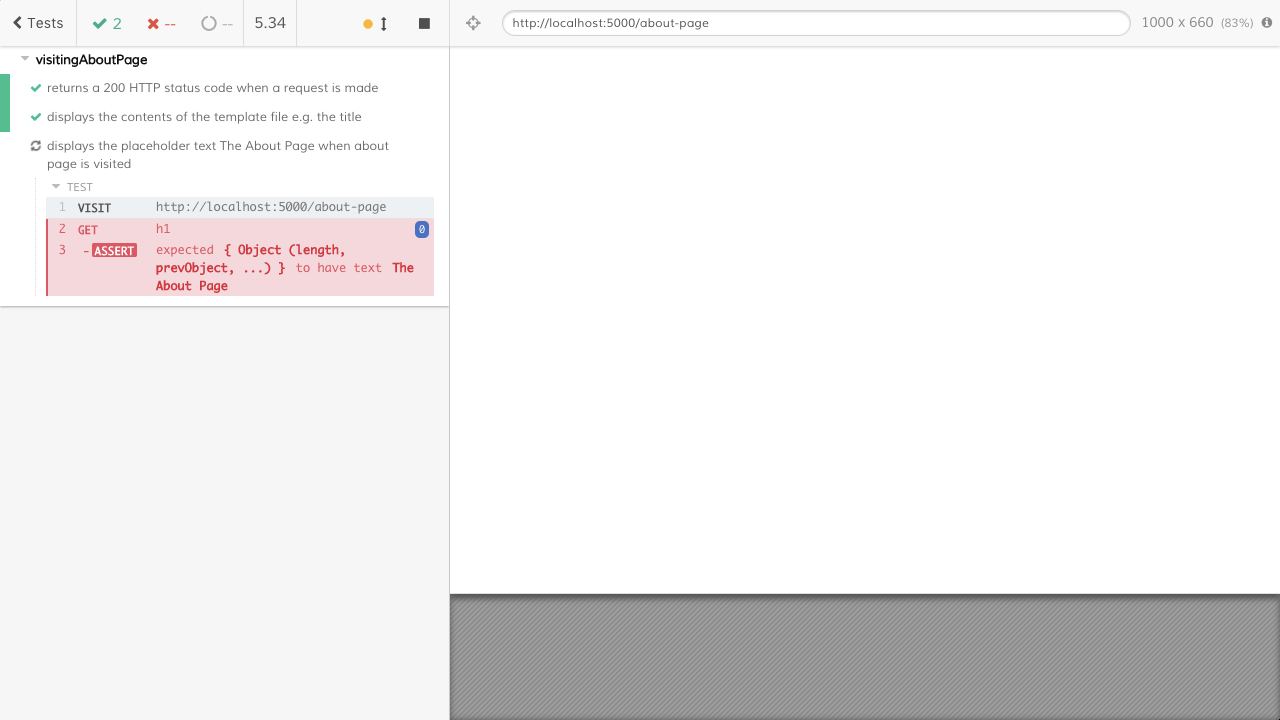 Tests 2 -- -- 5.34
http://localhost:5000/about-page 1000 x 660 (83%)
visitingAboutPage
returns a 200 HTTP status code when a request is made
displays the contents of the template file e.g. the title
displays the placeholder text The About Page when about
page is visited
TEST
1 VISIT http://localhost:5000/about-page
2 GET h1 0
3 -ASSERT expected { Object (length,
prevObject, ...) } to have text The
About Page